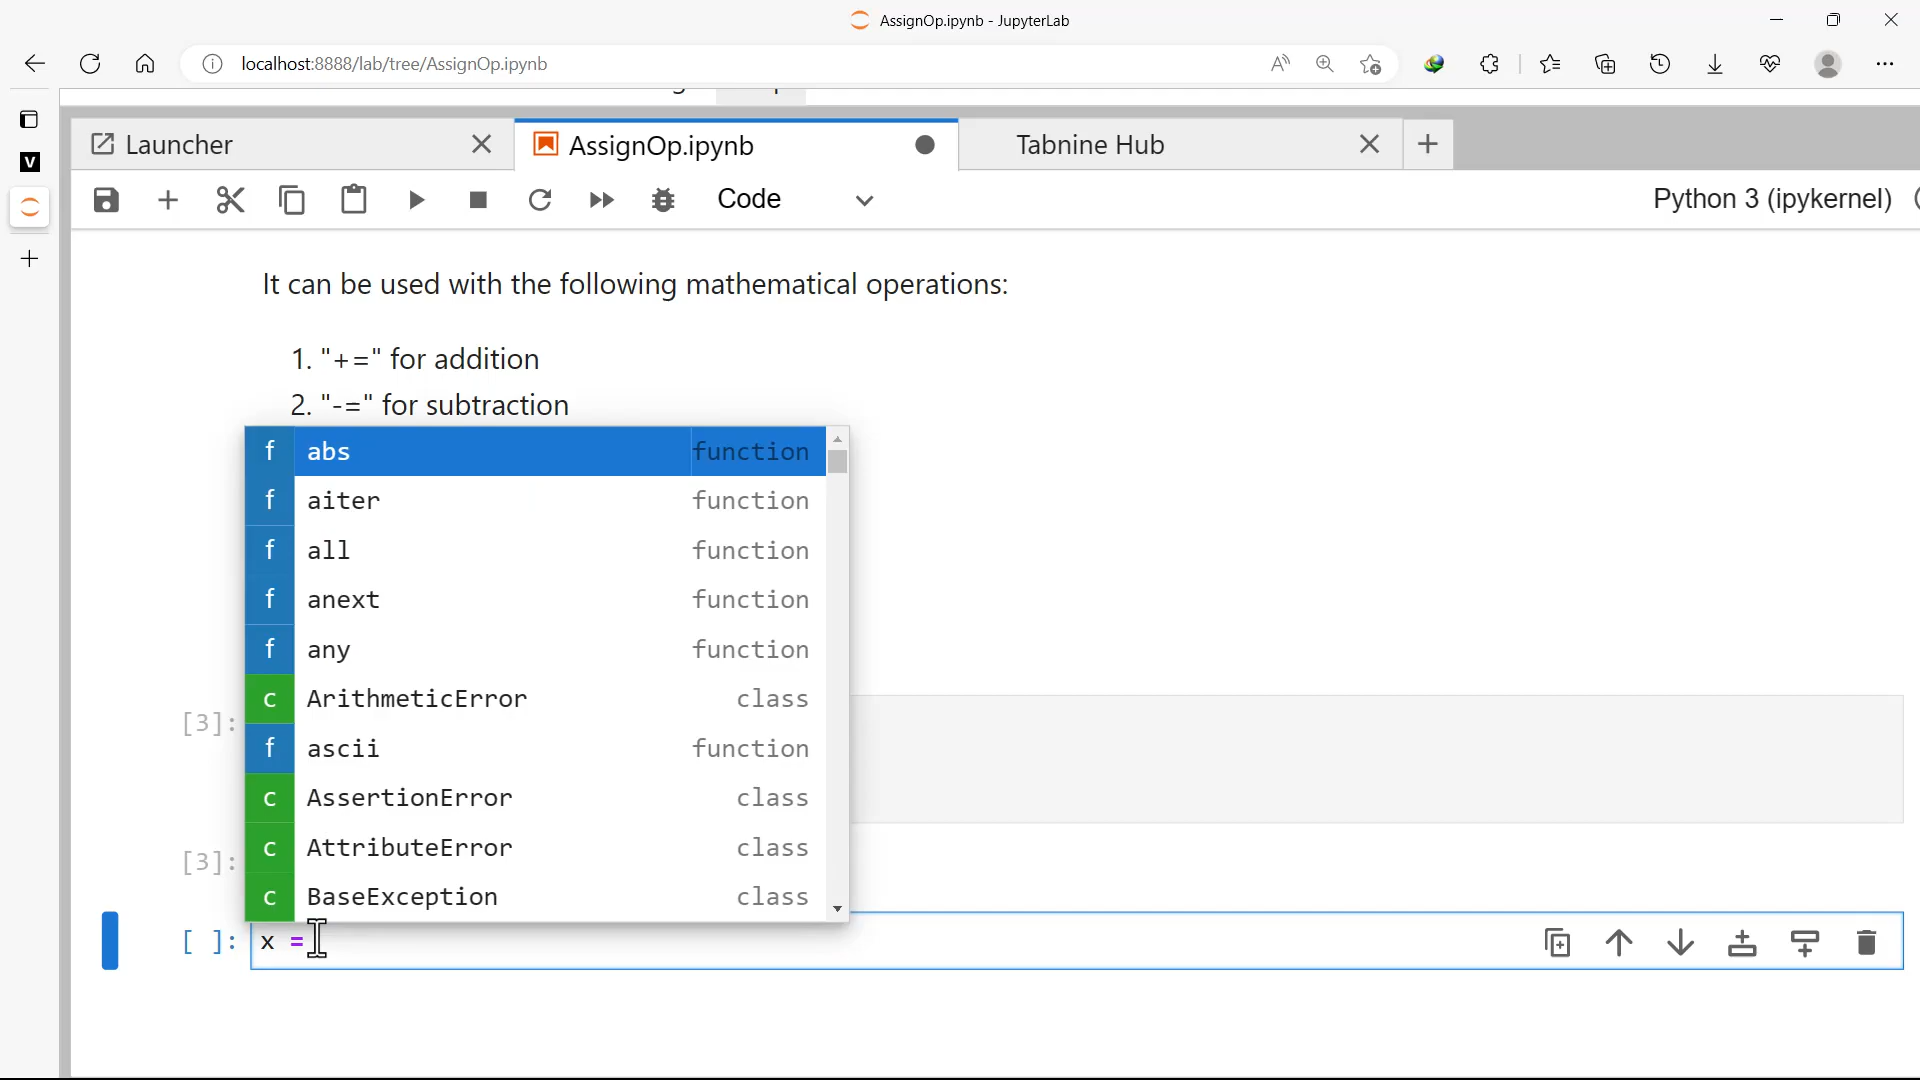 AssignOp.ipynb - JupyterLab
localhost:8888/lab/tree/AssignOp.ipynb
Launcher
AssignOp.ipynb
Tabnine Hub
Code
Python 3 (ipykernel)
It can be used with the following mathematical operations:
1. "+=" for addition
2. "-=" for subtraction
f abs function
f aiter function
f all function
f anext function
f any function
c ArithmeticError class
[3]:
f ascii function
c AssertionError class
c AttributeError class
[3]:
c BaseException class
[ ]: x =